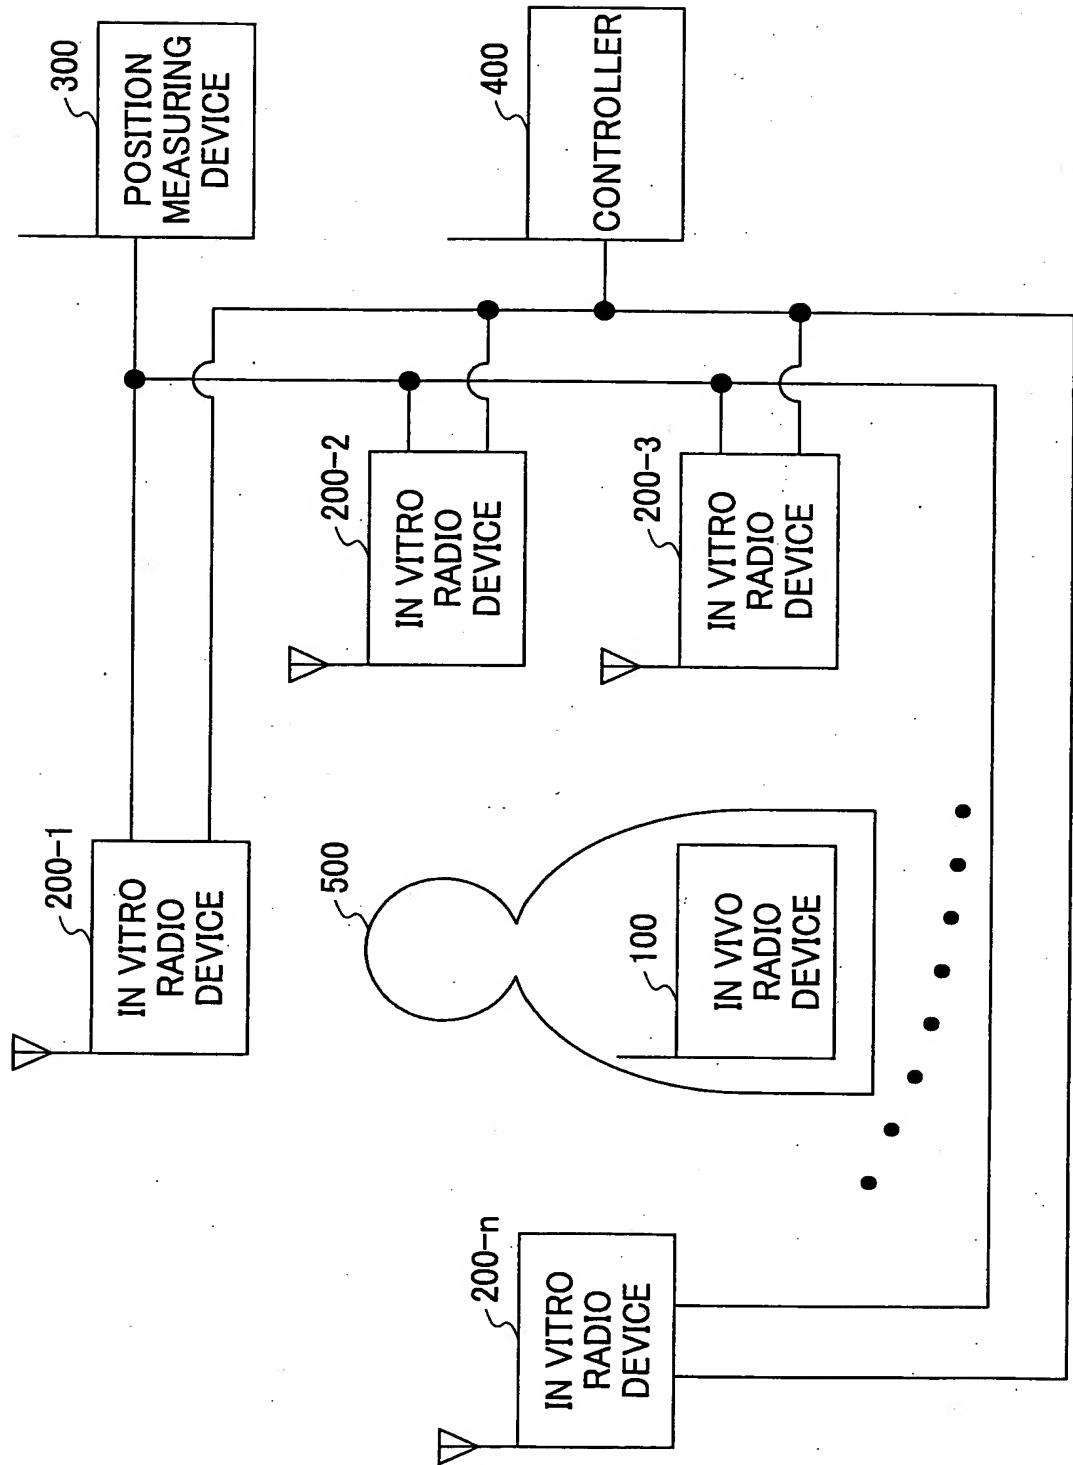 200-1
IN VITRO
RADIO
DEVICE
300
POSITION
MEASURING
DEVICE
200-n
IN VITRO
RADIO
DEVICE
500
100
IN VIVO
RADIO
DEVICE
200-2
IN VITRO
RADIO
DEVICE
200-3
IN VITRO
RADIO
DEVICE
400
CONTROLLER